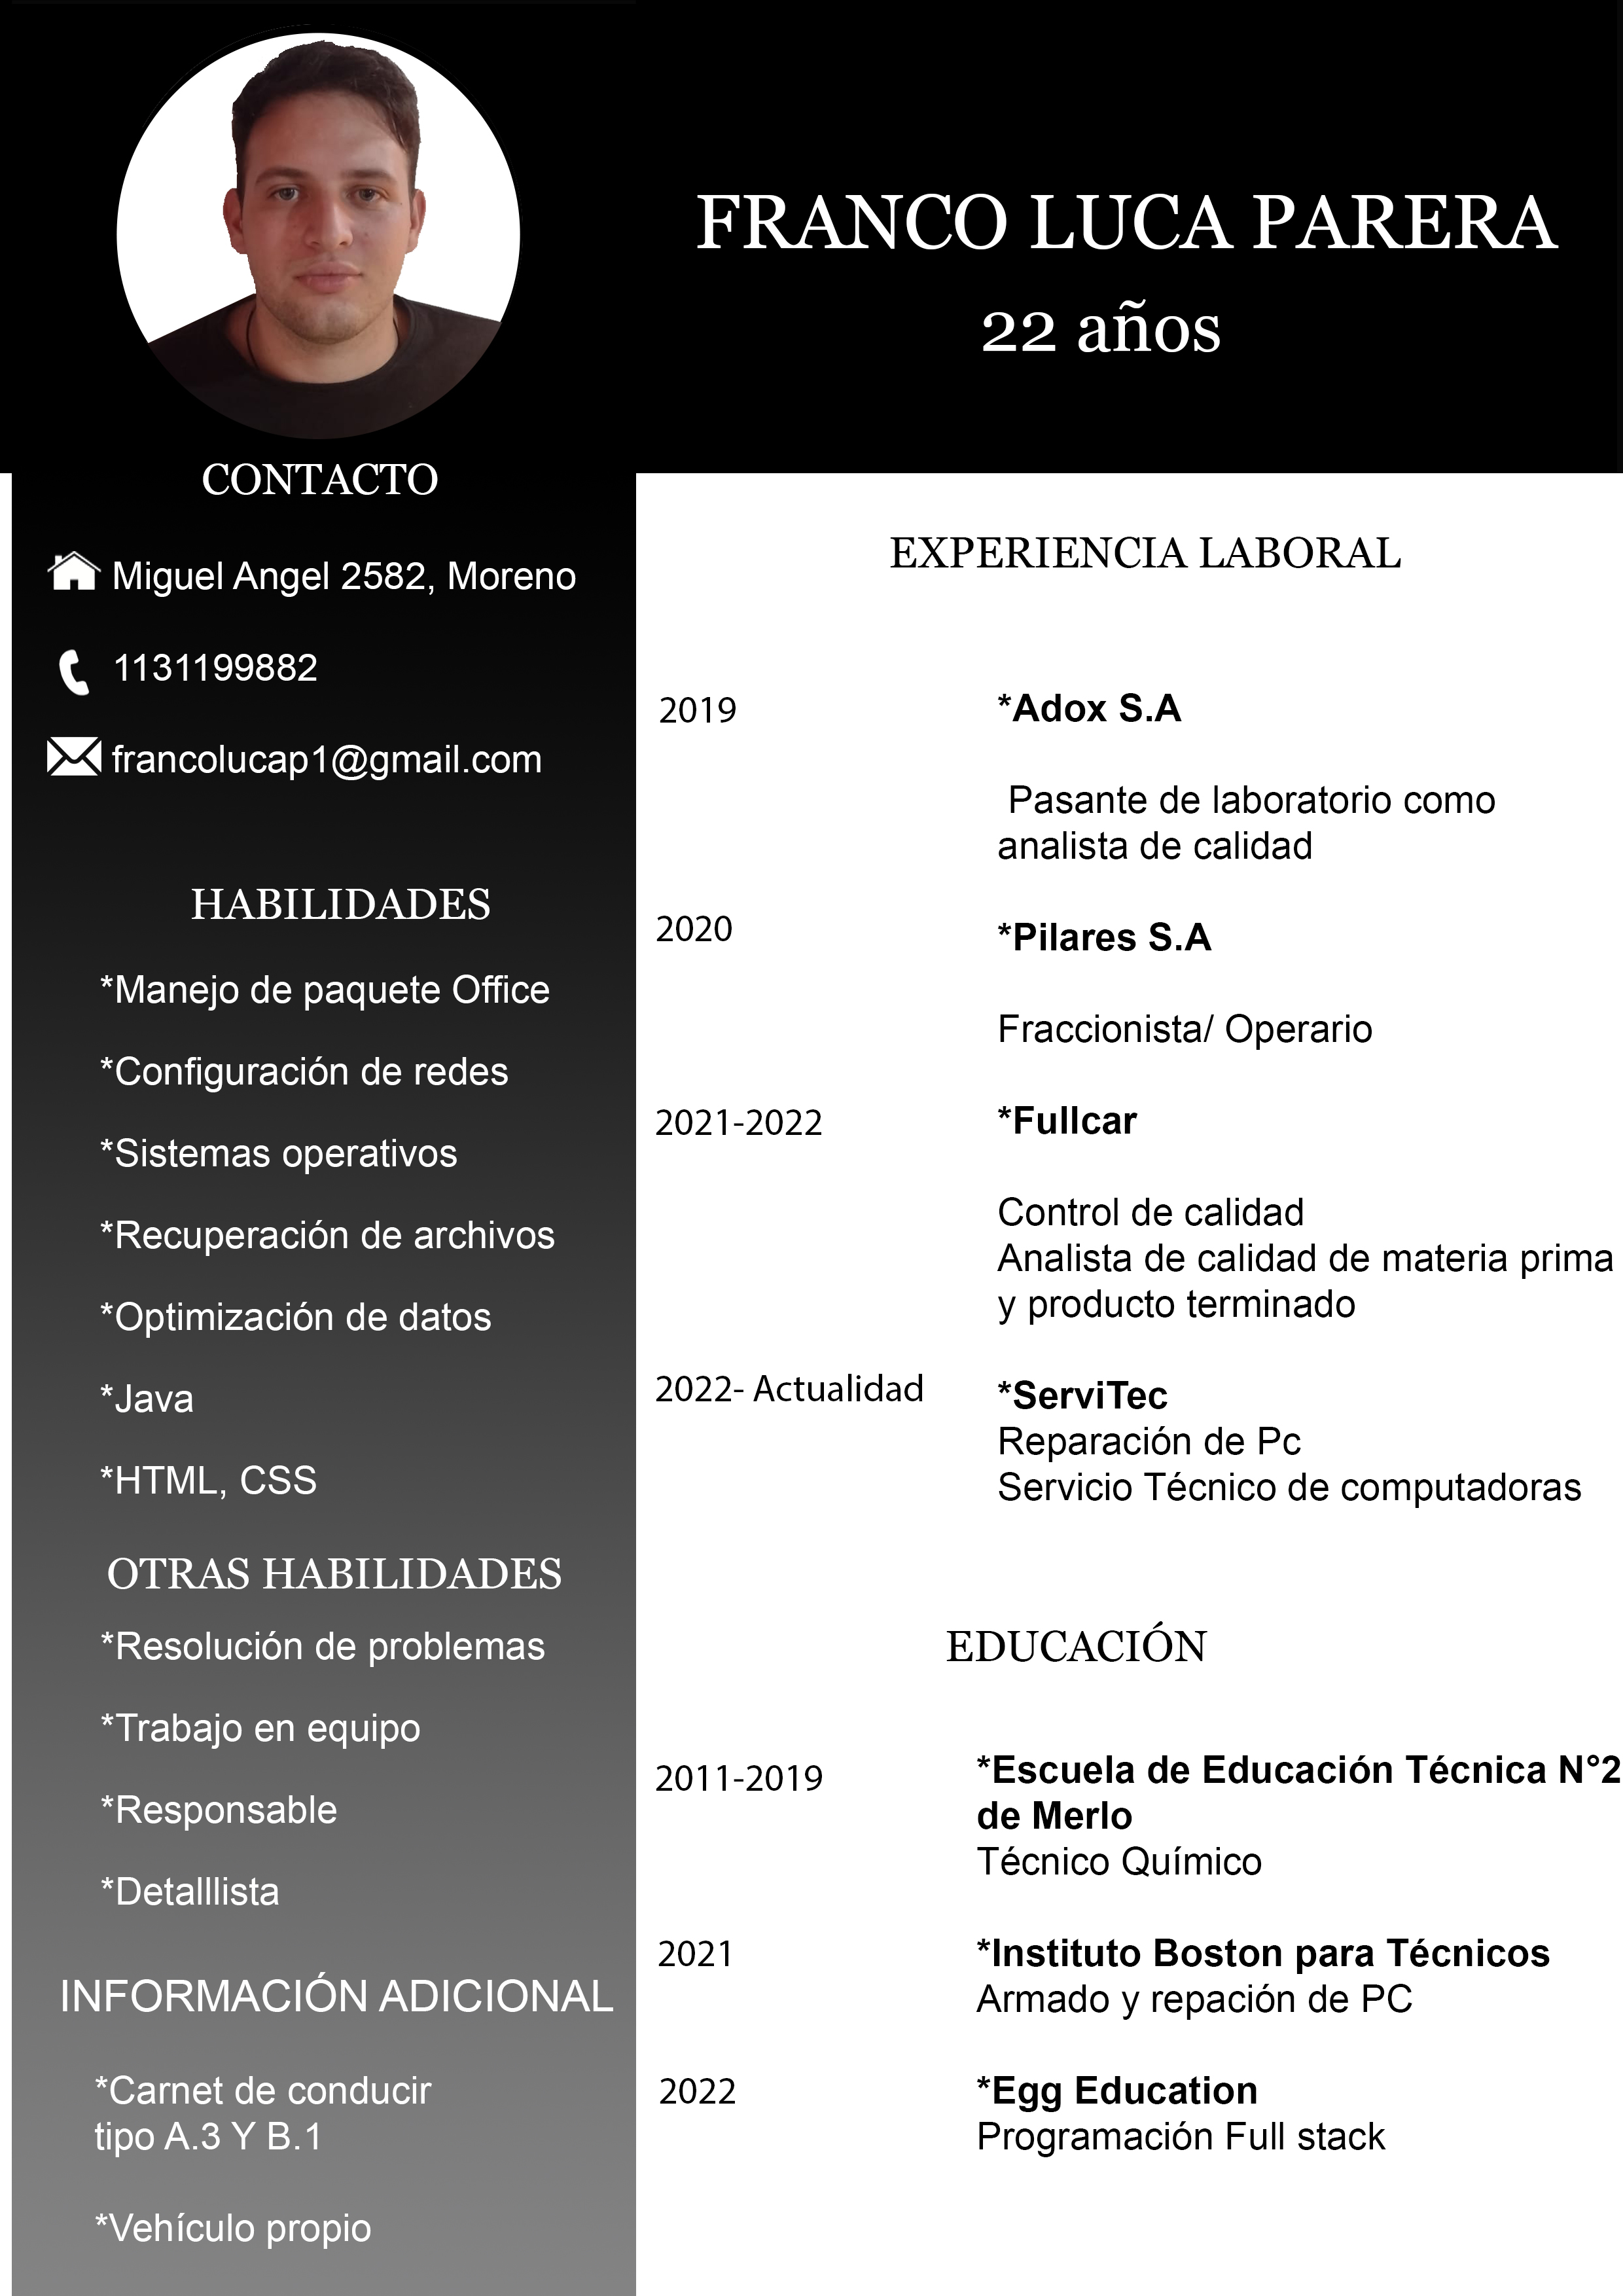 FRANCO LUCA PARERA
22 años
CONTACTO
Miguel Angel 2582, Moreno
1131199882
francolucap1@gmail.com
HABILIDADES
*Manejo de paquete Office
*Configuración de redes
*Sistemas operativos
*Recuperación de archivos
*Optimización de datos
*Java
*HTML, CSS
OTRAS HABILIDADES
*Resolución de problemas
*Trabajo en equipo
*Responsable
*Detalllista
INFORMACIÓN ADICIONAL
*Carnet de conducir
tipo A.3 Y B.1
*Vehículo propio
EXPERIENCIA LABORAL
2019 *Adox S.A
Pasante de laboratorio como
analista de calidad
2020 *Pilares S.A
Fraccionista/ Operario
2021-2022 *Fullcar
Control de calidad
Analista de calidad de materia prima
y producto terminado
2022- Actualidad *ServiTec
Reparación de Pc
Servicio Técnico de computadoras
EDUCACIÓN
2011-2019 *Escuela de Educación Técnica N°2
de Merlo
Técnico Químico
2021 *Instituto Boston para Técnicos
Armado y repación de PC
2022 *Egg Education
Programación Full stack